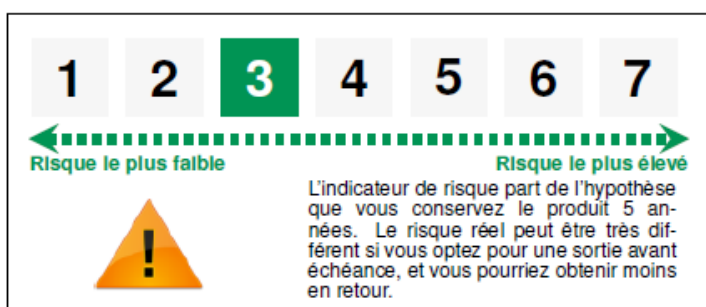 1 2 3 4 5 6 7
Risque le plus faible Risque le plus élevé
L'indicateur de risque part de l'hypothèse
que vous conservez le produit 5 an-
nées. Le risque réel peut être très dif-
férent si vous optez pour une sortie avant
échéance, et vous pourriez obtenir moins
en retour.